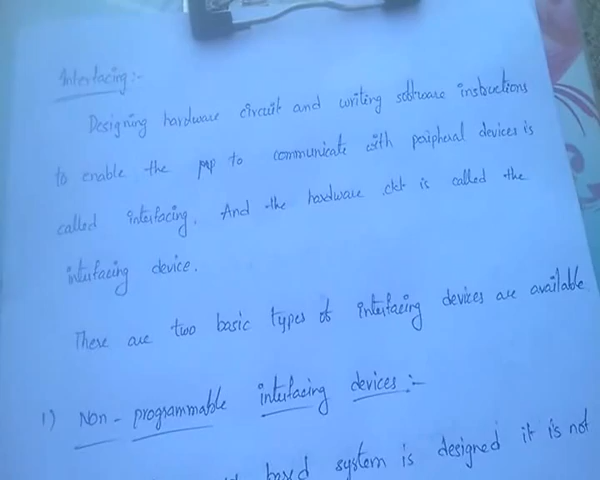 Interfacing:-
Designing hardware circuit and writing software instructions
to enable the μp to communicate with peripheral devices is
called interfacing. And the hardware ckt is called the
interfacing device.
There are two basic types of interfacing devices are available
1) Non-programmable interfacing devices:-
based system is designed it is not